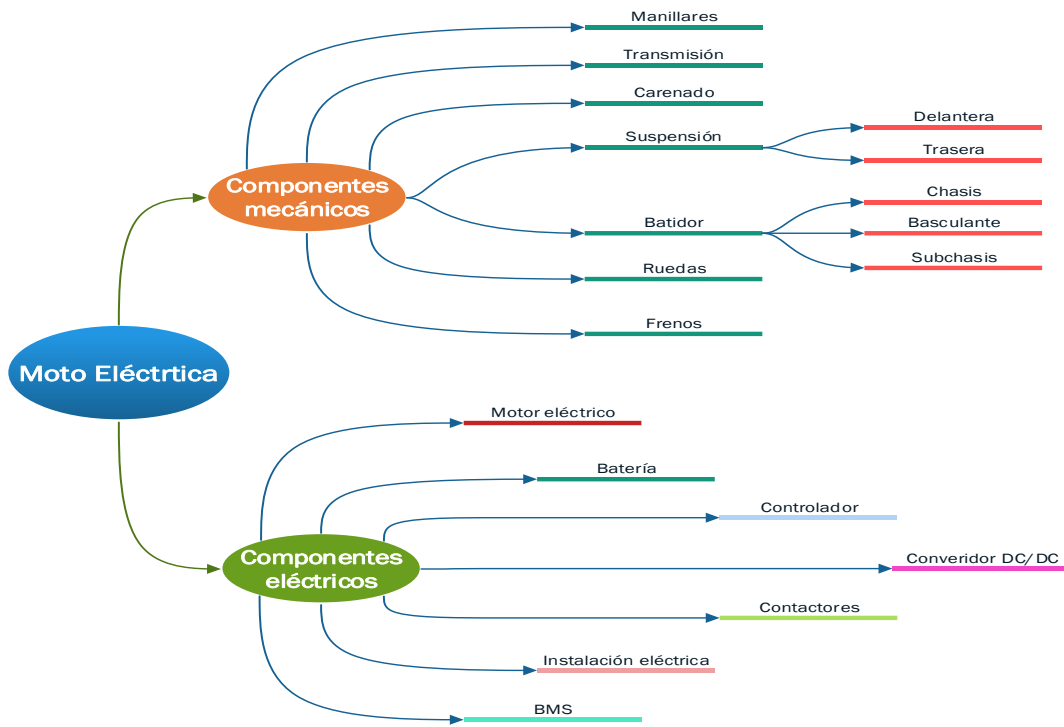 Manillares
Transmisión
Carenado
Suspensión
Delantera
Trasera
Componentes
mecánicos
Batidor
Chasis
Basculante
Subchasis
Ruedas
Frenos
Moto Eléctrtica
Motor eléctrico
Batería
Controlador
Componentes
eléctricos
Converidor DC/DC
Contactores
Instalación eléctrica
BMS